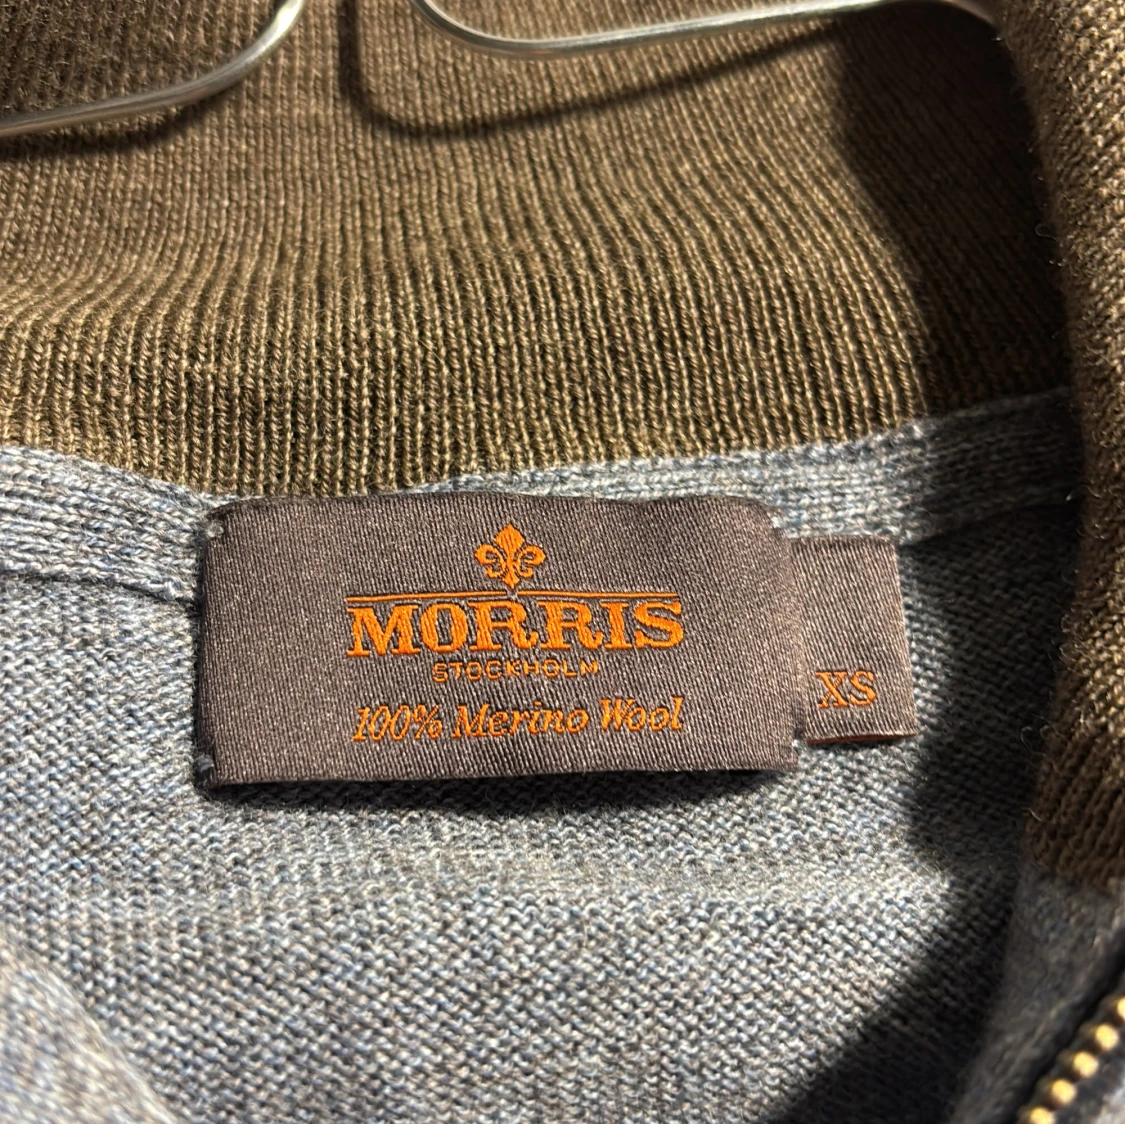 MORRIS
STOCKHOLM
100% Merino Wool
XS